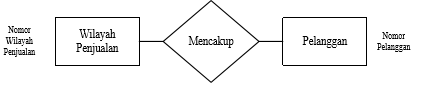 Nomor
Wilayah
Penjualan
Wilayah
Penjualan
Mencakup
Pelanggan
Nomor
Pelanggan